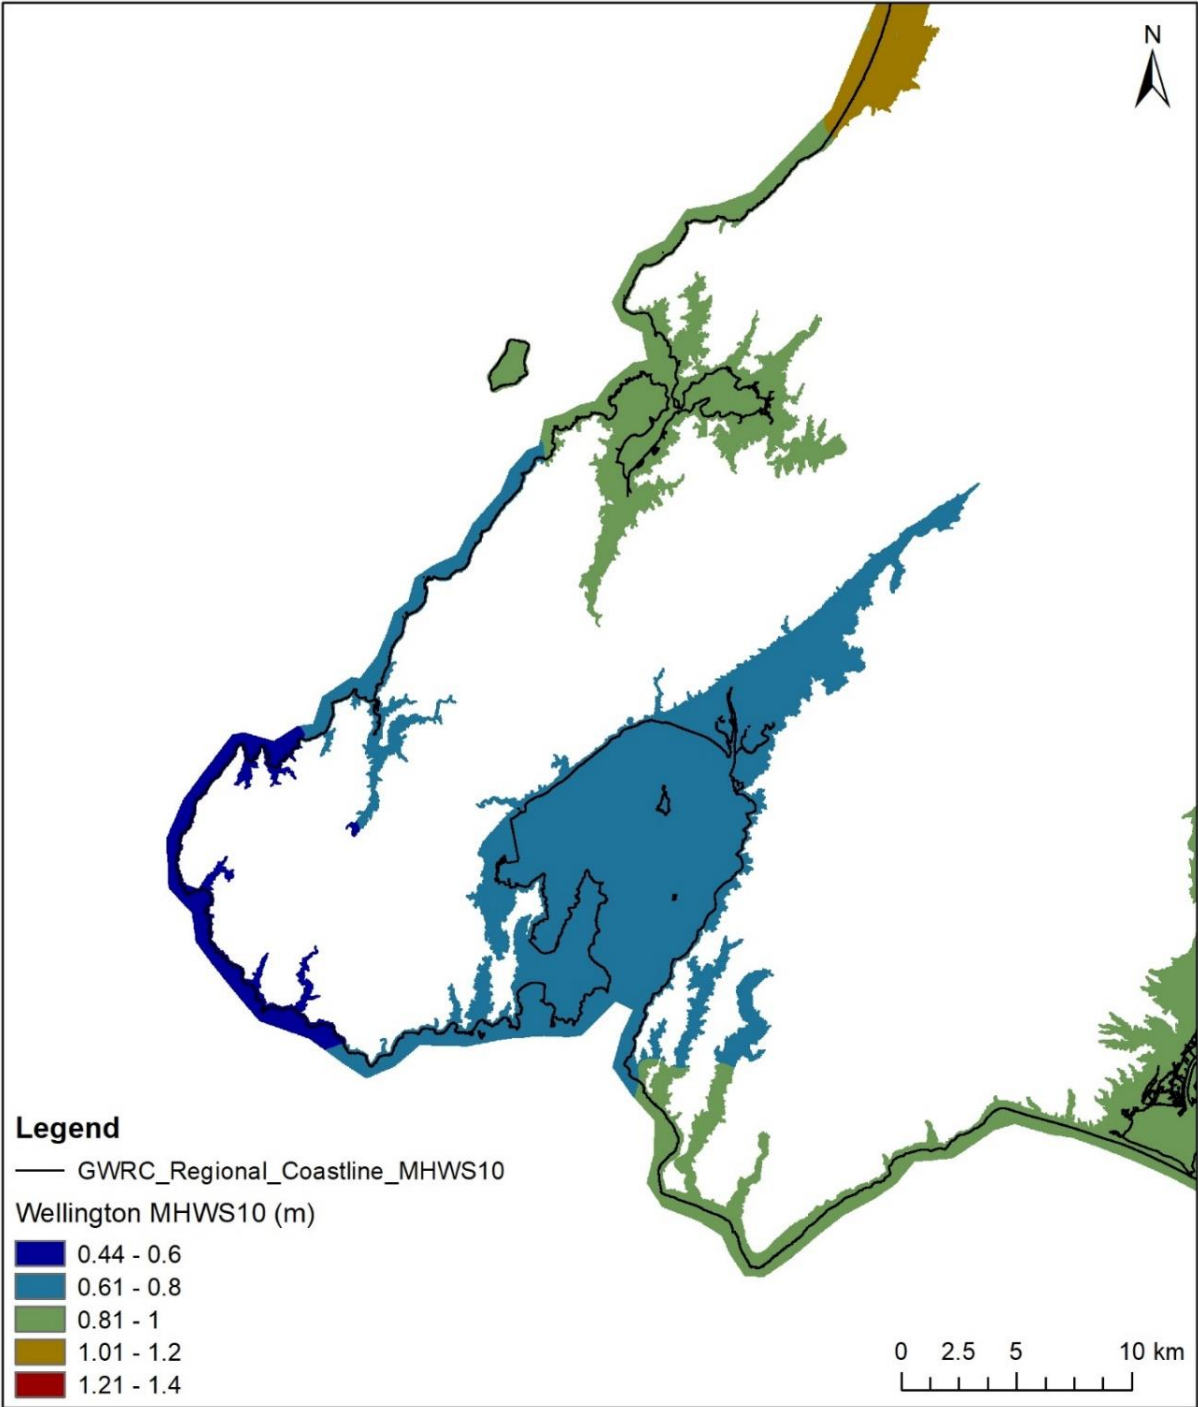 N
Legend
GWRC_Regional_Coastline_MHWS10
Wellington MHWS10 (m)
0.44 - 0.6
0.61 - 0.8
0.81 - 1
1.01 - 1.2
1.21 - 1.4
0 2.5 5 10 km